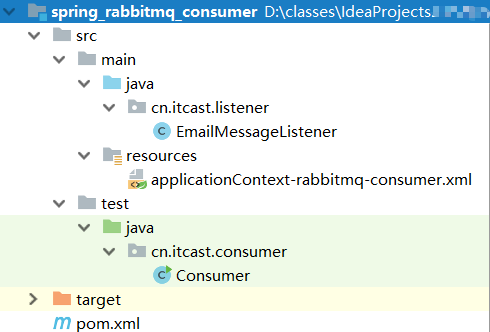 spring_rabbitmq_consumer D:\classes\IdeaProjects\
src
main
java
cn.itcast.listener
EmailMessageListener
resources
applicationContext-rabbitmq-consumer.xml
test
java
cn.itcast.consumer
Consumer
target
pom.xml